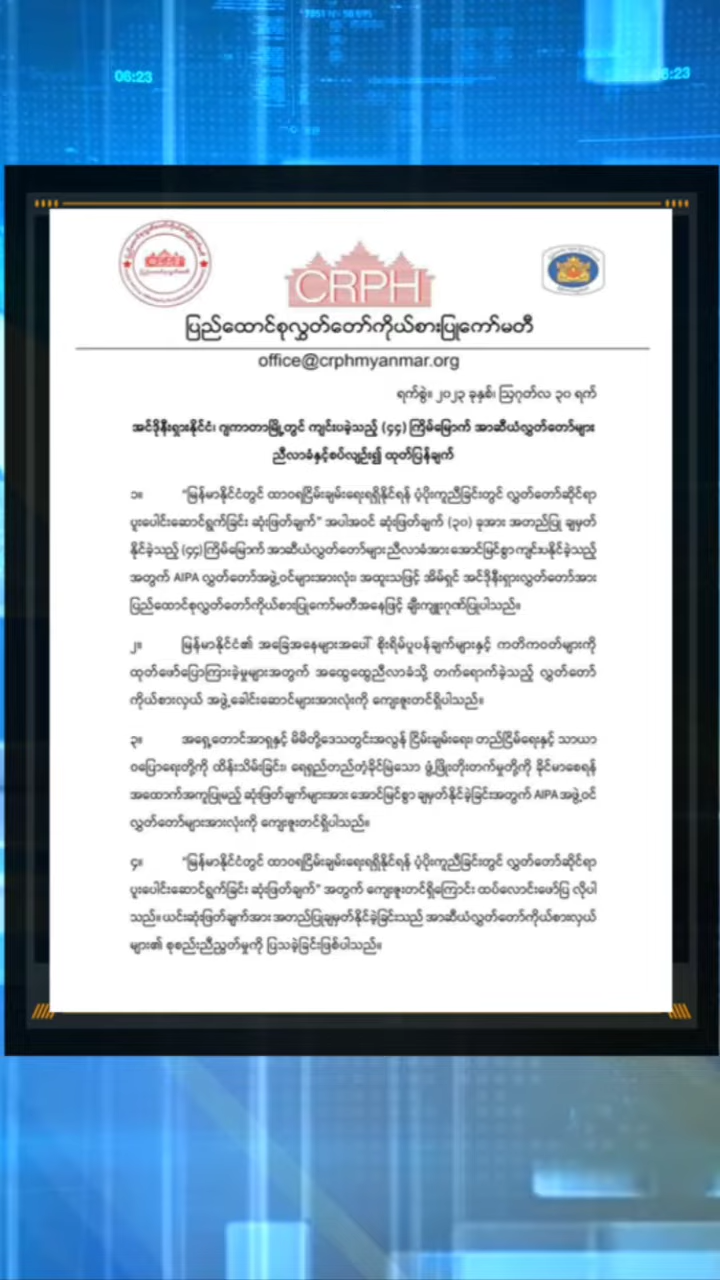 06:23
6:23
CRPH
ပြည်ထောင်စုလွှတ်တော်ကိုယ်စားပြုကော်မတီ
office@crphmyanmar.org
ရက်စွဲ။ ၂၀၂၃ ခုနှစ်၊ ဩဂုတ်လ ၃၀ ရက်
အင်ဒိုနီးရှားနိုင်ငံ၊ ဂျကာတာမြို့တွင် ကျင်းပခဲ့သည့် (၄၄) ကြိမ်မြောက် အာဆီယံလွှတ်တော်များ
ညီလာခံနှင့်စပ်လျဉ်း၍ ထုတ်ပြန်ချက်
၁။ “မြန်မာနိုင်ငံတွင် ထာဝရငြိမ်းချမ်းရေးရရှိနိုင်ရန် ပံ့ပိုးကူညီခြင်းတွင် လွှတ်တော်ဆိုင်ရာ
ပူးပေါင်းဆောင်ရွက်ခြင်း ဆုံးဖြတ်ချက်” အပါအဝင် ဆုံးဖြတ်ချက် (၃၀) ခုအား အတည်ပြု ချမှတ်
နိုင်ခဲ့သည့် (၄၄)ကြိမ်မြောက် အာဆီယံလွှတ်တော်များညီလာခံအား အောင်မြင်စွာ ကျင်းပနိုင်ခဲ့သည့်
အတွက် AIPA လွှတ်တော်အဖွဲ့ဝင်များအားလုံး၊ အထူးသဖြင့် အိမ်ရှင် အင်ဒိုနီးရှားလွှတ်တော်အား
ပြည်ထောင်စုလွှတ်တော်ကိုယ်စားပြုကော်မတီအနေဖြင့် ချီးကျူးဂုဏ်ပြုပါသည်။
၂။ မြန်မာနိုင်ငံ၏ အခြေအနေများအပေါ် စိုးရိမ်ပူပန်ချက်များနှင့် ကတိကဝတ်များကို
ထုတ်ဖော်ပြောကြားခဲ့မှုများအတွက် အထွေထွေညီလာခံသို့ တက်ရောက်ခဲ့သည့် လွှတ်တော်
ကိုယ်စားလှယ် အဖွဲ့ခေါင်းဆောင်များအားလုံးကို ကျေးဇူးတင်ရှိပါသည်။
၃။ အရှေ့တောင်အာရှနှင့် မိမိတို့ဒေသတွင်းအလွန် ငြိမ်းချမ်းရေး၊ တည်ငြိမ်ရေးနှင့် သာယာ
ဝပြောရေးတို့ကို ထိန်းသိမ်းခြင်း၊ ရေရှည်တည်တံ့ခိုင်မြဲသော ဖွံ့ဖြိုးတိုးတက်မှုတို့ကို ခိုင်မာစေရန်
အထောက်အကူပြုမည့် ဆုံးဖြတ်ချက်များအား အောင်မြင်စွာ ချမှတ်နိုင်ခဲ့ခြင်းအတွက် AIPA အဖွဲ့ဝင်
လွှတ်တော်များအားလုံးကို ကျေးဇူးတင်ရှိပါသည်။
၄။ “မြန်မာနိုင်ငံတွင် ထာဝရငြိမ်းချမ်းရေးရရှိနိုင်ရန် ပံ့ပိုးကူညီခြင်းတွင် လွှတ်တော်ဆိုင်ရာ
ပူးပေါင်းဆောင်ရွက်ခြင်း ဆုံးဖြတ်ချက်” အတွက် ကျေးဇူးတင်ရှိကြောင်း ထပ်လောင်းဖော်ပြ လိုပါ
သည်။ ယင်းဆုံးဖြတ်ချက်အား အတည်ပြုချမှတ်နိုင်ခဲ့ခြင်းသည် အာဆီယံလွှတ်တော်ကိုယ်စားလှယ်
များ၏ စုစည်းညီညွတ်မှုကို ပြသခဲ့ခြင်းဖြစ်ပါသည်။